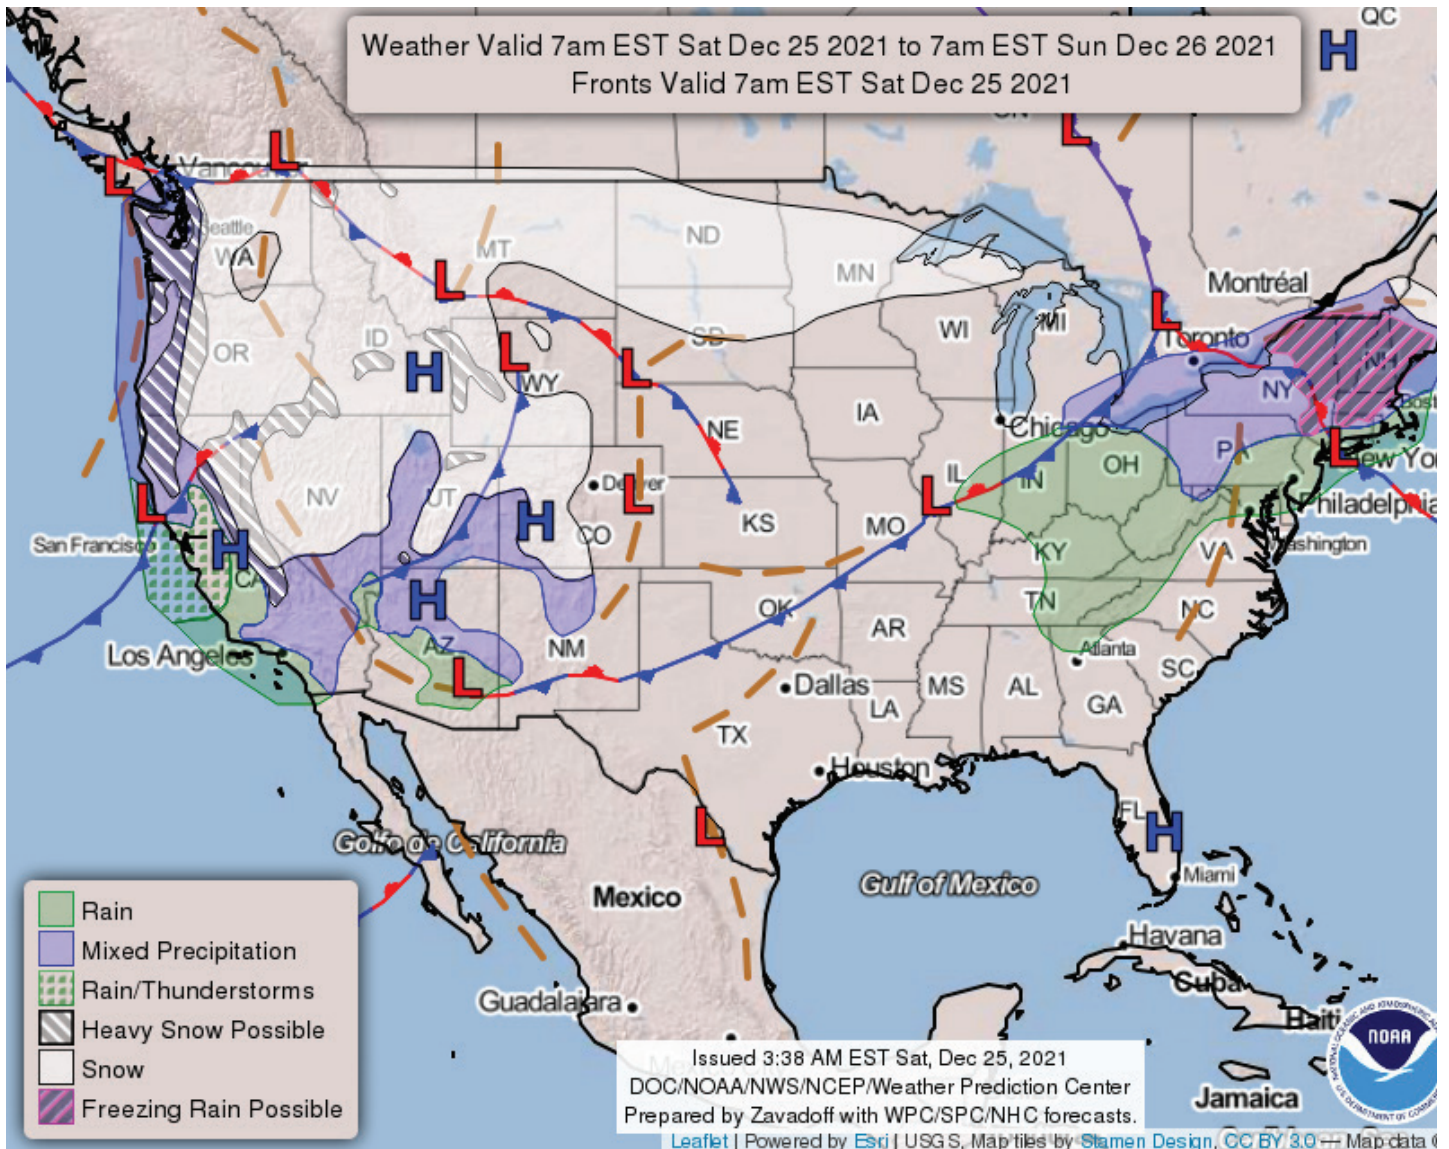 QC
Weather Valid 7am EST Sat Dec 25 2021 to 7am EST Sun Dec 26 2021
Fronts Valid 7am EST Sat Dec 25 2021
H
L
L
L
Vancouver
Seattle
WA
MT
ND
MN
Montréal
L
L
OR
ID
H
L
WY
L
SD
WI
MI
Toronto
NY
NH
NE
IA
Chicago
PA
L
New Yor
L
NV
UT
H
Denver
L
CO
KS
MO
IL
L
IN
OH
Philadelphia
San Francisco
H
CA
KY
VA
Washington
H
OK
TN
NC
Los Angeles
AZ
L
NM
AR
Atlanta
SC
Dallas
MS
AL
GA
LA
TX
Houston
FL
H
L
Golfo de California
Miami
Gulf of Mexico
Mexico
Havana
Cuba
Guadalajara
Haiti
NOAA
Rain
Mixed Precipitation
Rain/Thunderstorms
Heavy Snow Possible
Snow
Freezing Rain Possible
Issued 3:38 AM EST Sat, Dec 25, 2021
DOC/NOAA/NWS/NCEP/Weather Prediction Center
Prepared by Zavadoff with WPC/SPC/NHC forecasts.
Jamaica
Leaflet | Powered by Esri | USGS, Map tiles by Stamen Design, CC BY 3.0 — Map data ©